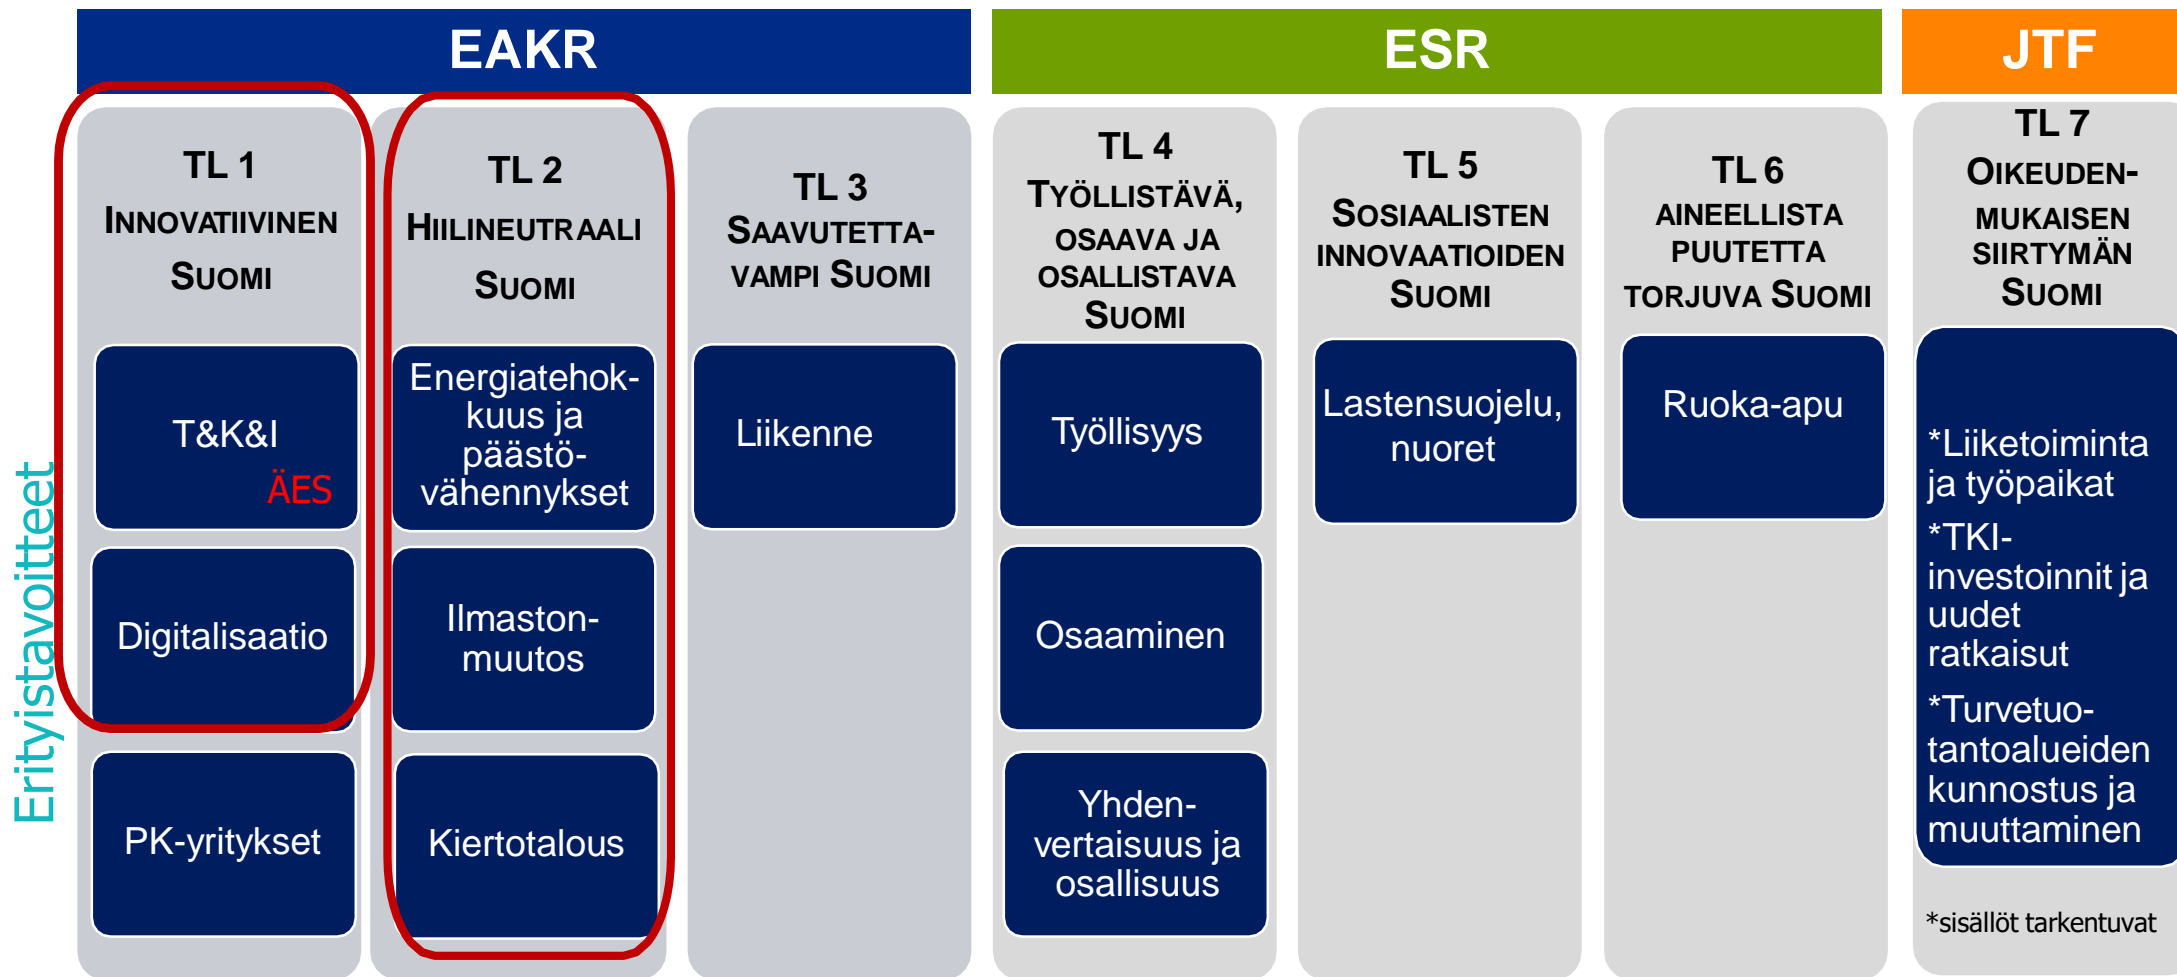 EAKR
ESR
JTF
Erityistavoitteet
TL 1
INNOVATIIVINEN
SUOMI
T&K&I
ÄES
Digitalisaatio
PK-yritykset
TL 2
HIILINEUTRAALI
SUOMI
Energiatehok-
kuus ja
päästö-
vähennykset
Ilmaston-
muutos
Kiertotalous
TL 3
SAAVUTETTA-
VAMPI SUOMI
Liikenne
TL 4
TYÖLLISTÄVÄ,
OSAAVA JA
OSALLISTAVA
SUOMI
Työllisyys
Osaaminen
Yhden-
vertaisuus ja
osallisuus
TL 5
SOSIAALISTEN
INNOVAATIOIDEN
SUOMI
Lastensuojelu,
nuoret
TL 6
AINEELLISTA
PUUTETTA
TORJUVA SUOMI
Ruoka-apu
TL 7
OIKEUDEN-
MUKAISEN
SIIRTYMÄN
SUOMI
*Liiketoiminta
ja työpaikat
*TKI-
investoinnit ja
uudet
ratkaisut
*Turvetuo-
tantoalueiden
kunnostus ja
muuttaminen
*sisällöt tarkentuvat